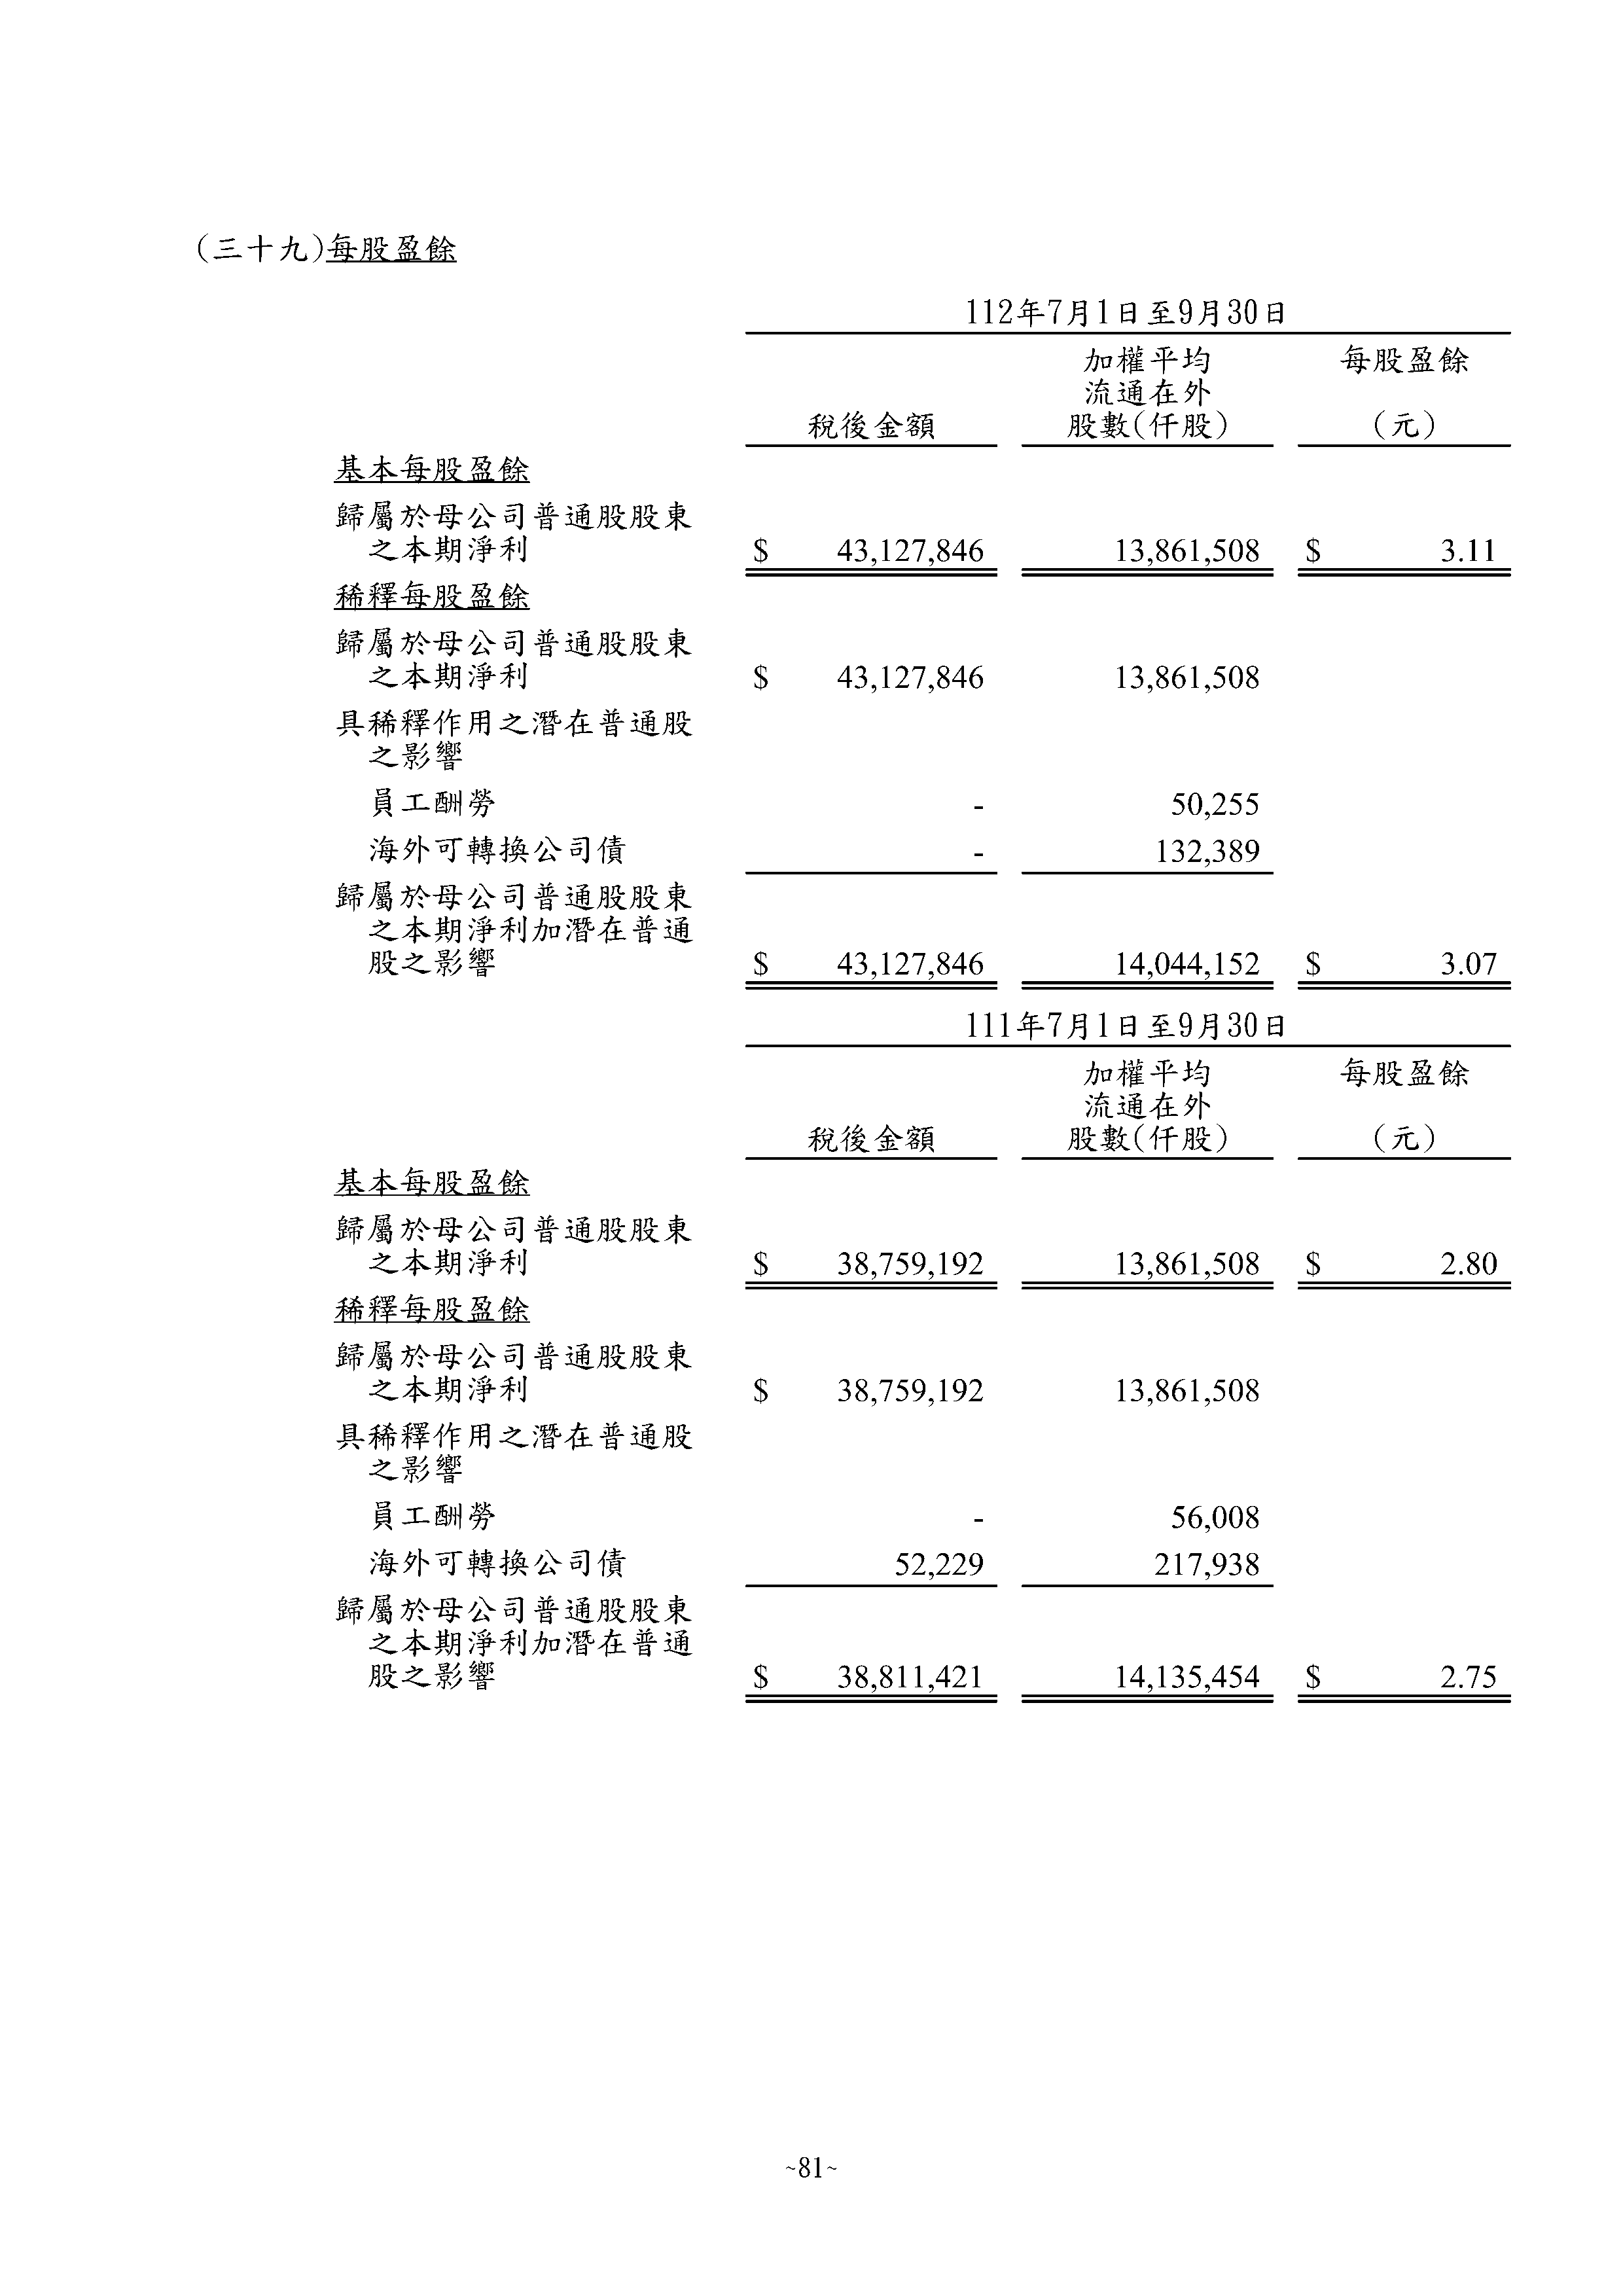 (三十九)每股盈餘
112年7月1日至9月30日
加權平均 每股盈餘
流通在外
稅後金額 股數(仟股) (元)
基本每股盈餘
歸屬於母公司普通股股東
之本期淨利 $ 43,127,846 13,861,508 $ 3.11
稀釋每股盈餘
歸屬於母公司普通股股東
之本期淨利 $ 43,127,846 13,861,508
具稀釋作用之潛在普通股
之影響
員工酬勞 - 50,255
海外可轉換公司債 - 132,389
歸屬於母公司普通股股東
之本期淨利加潛在普通
股之影響 $ 43,127,846 14,044,152 $ 3.07
111年7月1日至9月30日
加權平均 每股盈餘
流通在外
稅後金額 股數(仟股) (元)
基本每股盈餘
歸屬於母公司普通股股東
之本期淨利 $ 38,759,192 13,861,508 $ 2.80
稀釋每股盈餘
歸屬於母公司普通股股東
之本期淨利 $ 38,759,192 13,861,508
具稀釋作用之潛在普通股
之影響
員工酬勞 - 56,008
海外可轉換公司債 52,229 217,938
歸屬於母公司普通股股東
之本期淨利加潛在普通
股之影響 $ 38,811,421 14,135,454 $ 2.75
~81~